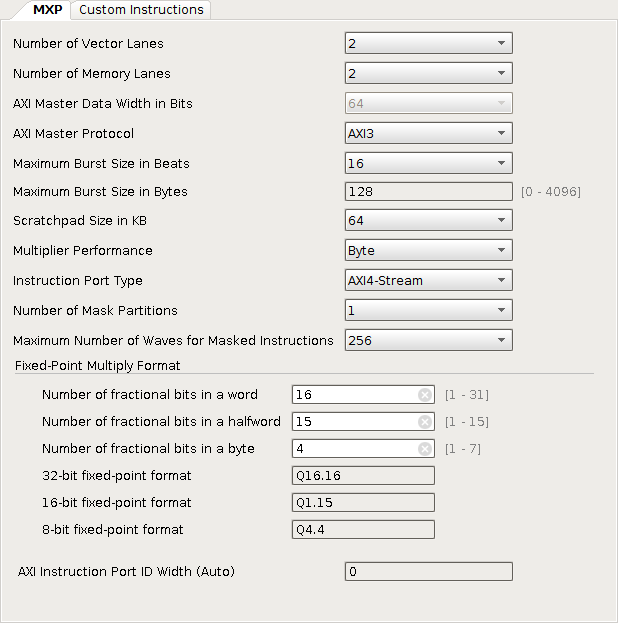 MXP Custom Instructions
Number of Vector Lanes 2
Number of Memory Lanes 2
AXI Master Data Width in Bits 64
AXI Master Protocol AXI3
Maximum Burst Size in Beats 16
Maximum Burst Size in Bytes 128 [0 - 4096]
Scratchpad Size in KB 64
Multiplier Performance Byte
Instruction Port Type AXI4-Stream
Number of Mask Partitions 1
Maximum Number of Waves for Masked Instructions 256
Fixed-Point Multiply Format
Number of fractional bits in a word 16 [1 - 31]
Number of fractional bits in a halfword 15 [1 - 15]
Number of fractional bits in a byte 4 [1 - 7]
32-bit fixed-point format Q16.16
16-bit fixed-point format Q1.15
8-bit fixed-point format Q4.4
AXI Instruction Port ID Width (Auto) 0